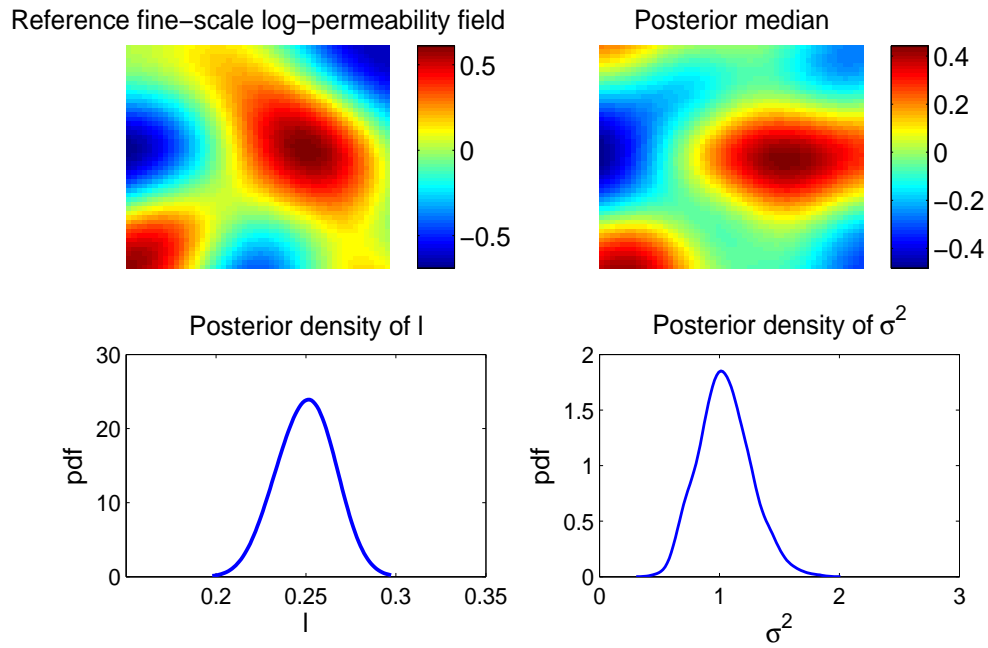 Reference fine−scale log−permeability field
0.5
0
−0.5
Posterior median
0.4
0.2
0
−0.2
−0.4
Posterior density of l
30
20
10
0
pdf
0.2 0.25 0.3 0.35
l
Posterior density of σ²
2
1.5
1
0.5
0
pdf
0 1 2 3
σ²